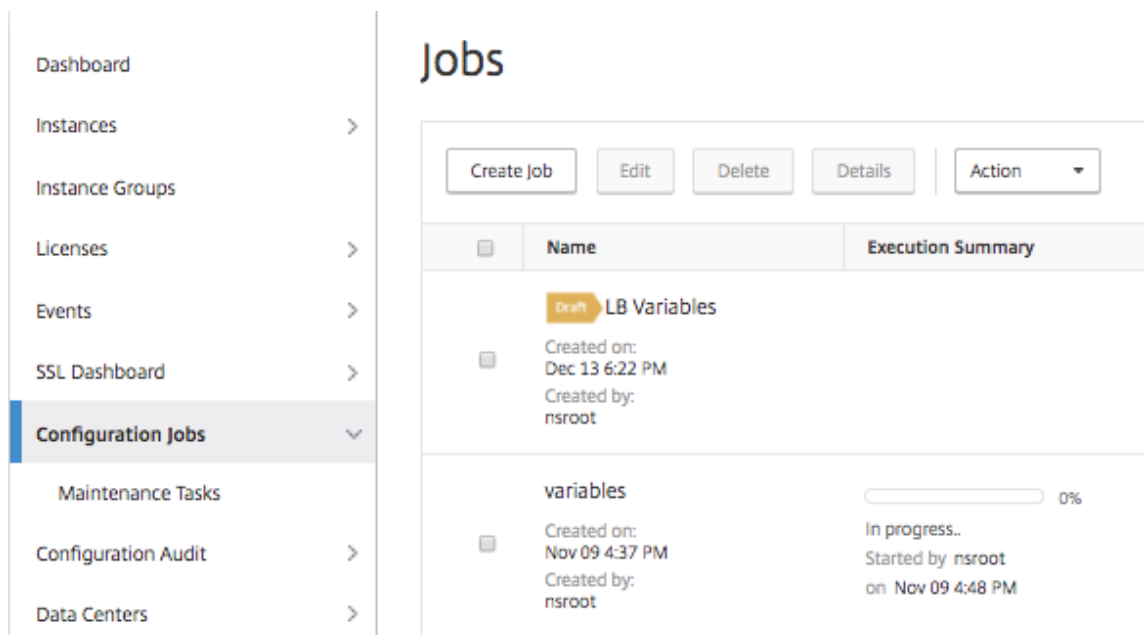 Dashboard
Instances
Instance Groups
Licenses
Events
SSL Dashboard
Configuration Jobs
Maintenance Tasks
Configuration Audit
Data Centers
Jobs
Create Job Edit Delete Details Action
Name Execution Summary
Draft LB Variables
Created on:
Dec 13 6:22 PM
Created by:
nsroot
variables
Created on:
Nov 09 4:37 PM
Created by:
nsroot
0%
In progress..
Started by nsroot
on Nov 09 4:48 PM